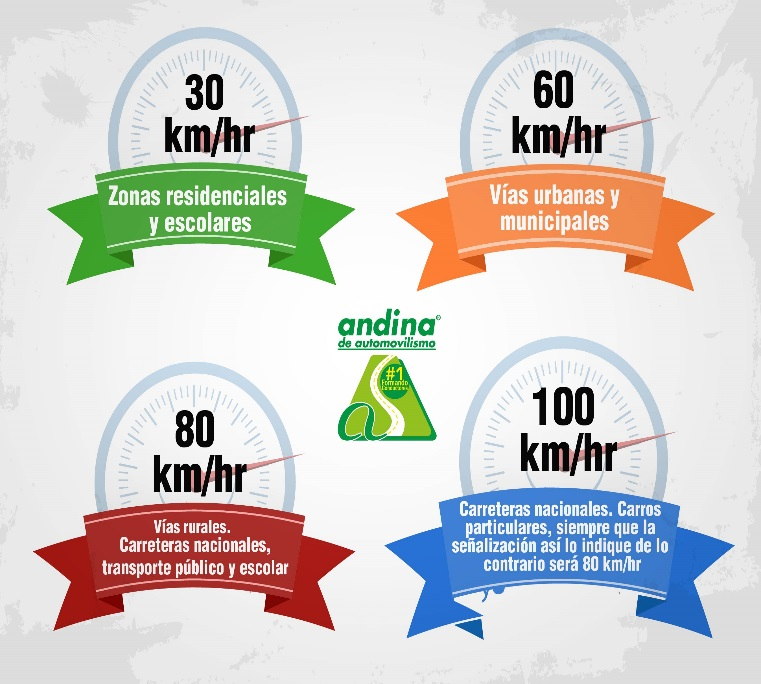 30
km/hr
Zonas residenciales
y escolares
60
km/hr
Vías urbanas y
municipales
andina®
de automovilismo
#1
Formando
Conductores
a
80
km/hr
Vías rurales.
Carreteras nacionales,
transporte público y escolar
100
km/hr
Carreteras nacionales. Carros
particulares, siempre que la
señalización así lo indique de lo
contrario será 80 km/hr